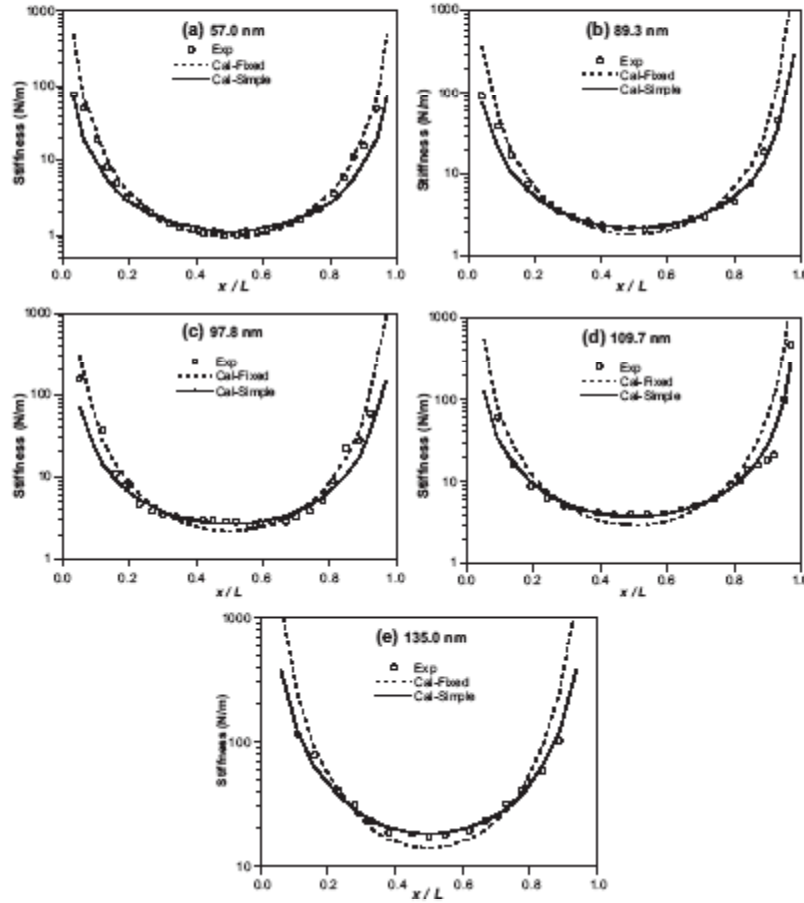 (a) 57.0 nm
Exp
Cal-Fixed
Cal-Simple
Stiffness (N/m)
1000
100
10
1
0.0 0.2 0.4 0.6 0.8 1.0
x / L
(b) 89.3 nm
Exp
Cal-Fixed
Cal-Simple
Stiffness (N/m)
1000
100
10
1
0.0 0.2 0.4 0.6 0.8 1.0
x / L
(c) 97.8 nm
Exp
Cal-Fixed
Cal-Simple
Stiffness (N/m)
1000
100
10
1
0.0 0.2 0.4 0.6 0.8 1.0
x / L
(d) 109.7 nm
Exp
Cal-Fixed
Cal-Simple
Stiffness (N/m)
1000
100
10
1
0.0 0.2 0.4 0.6 0.8 1.0
x / L
(e) 135.0 nm
Exp
Cal-Fixed
Cal-Simple
Stiffness (N/m)
1000
100
10
0.0 0.2 0.4 0.6 0.8 1.0
x / L